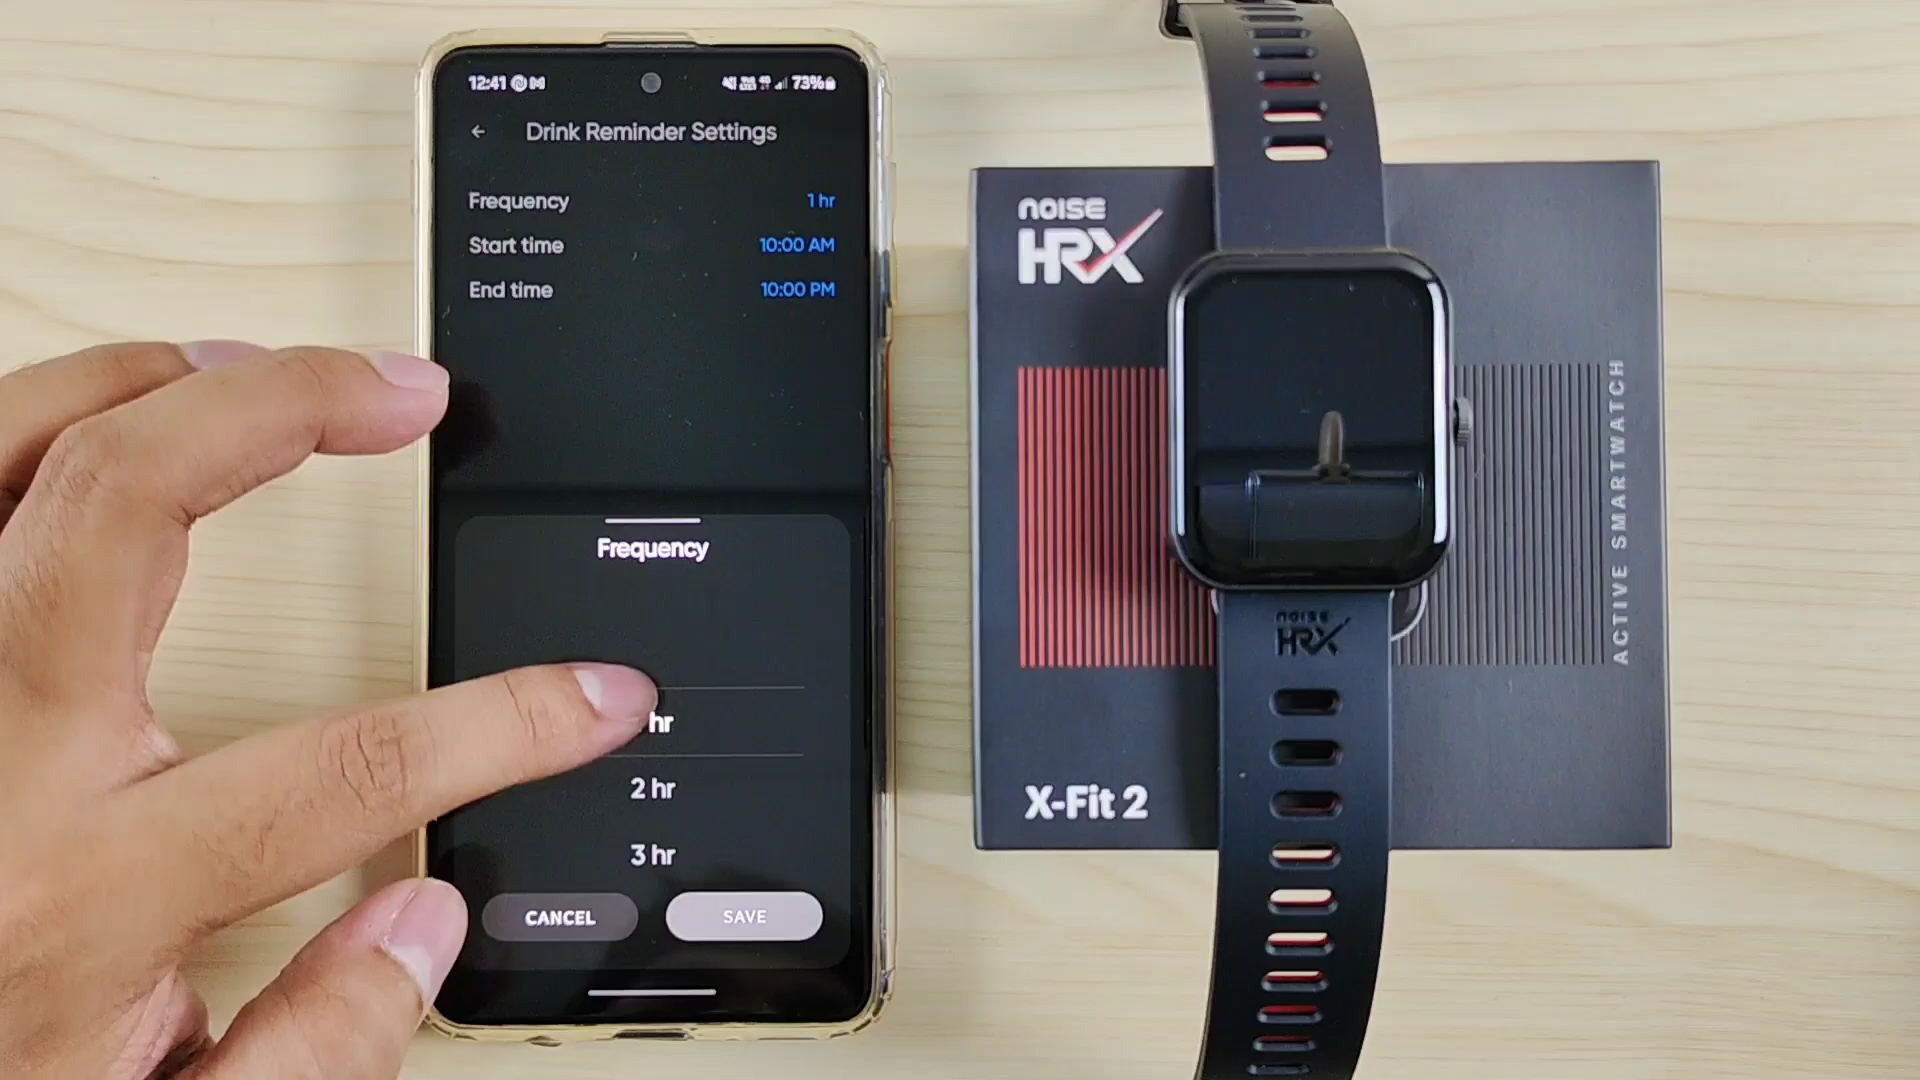 12:41
73%
Drink Reminder Settings
Frequency 1 hr
Start time 10:00 AM
End time 10:00 PM
Frequency
hr
2 hr
3 hr
CANCEL SAVE
noise
HRX
ACTIVE SMARTWATCH
X-Fit 2
noise
HRX